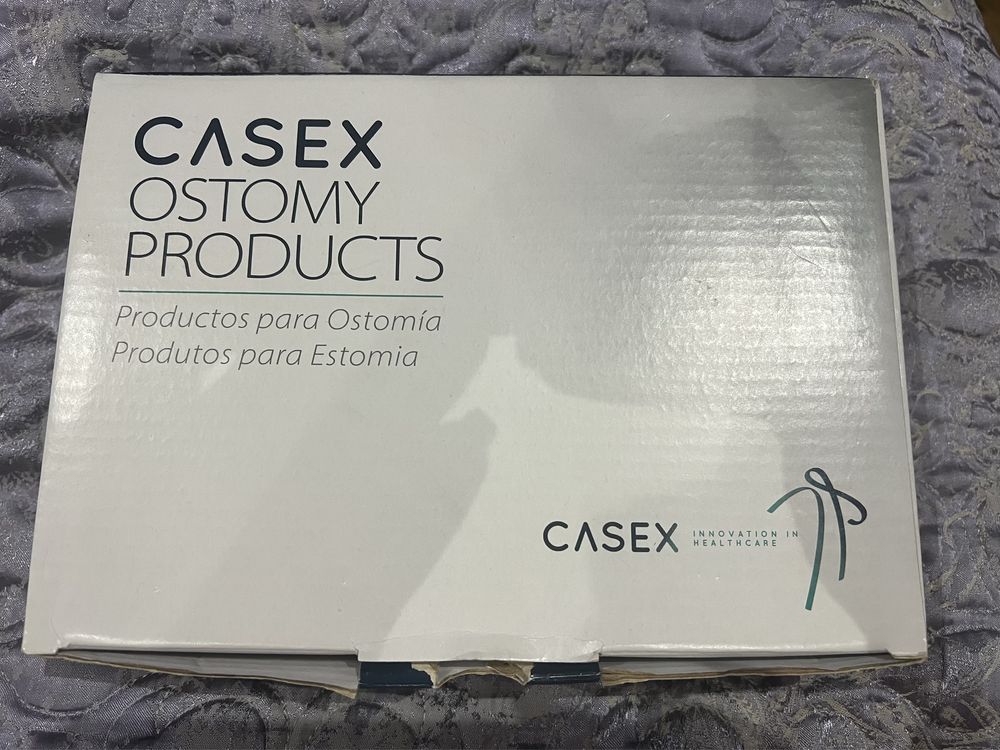 CASEX
OSTOMY
PRODUCTS
Productos para Ostomía
Produtos para Estomia
CASEX
INNOVATION IN
HEALTHCARE